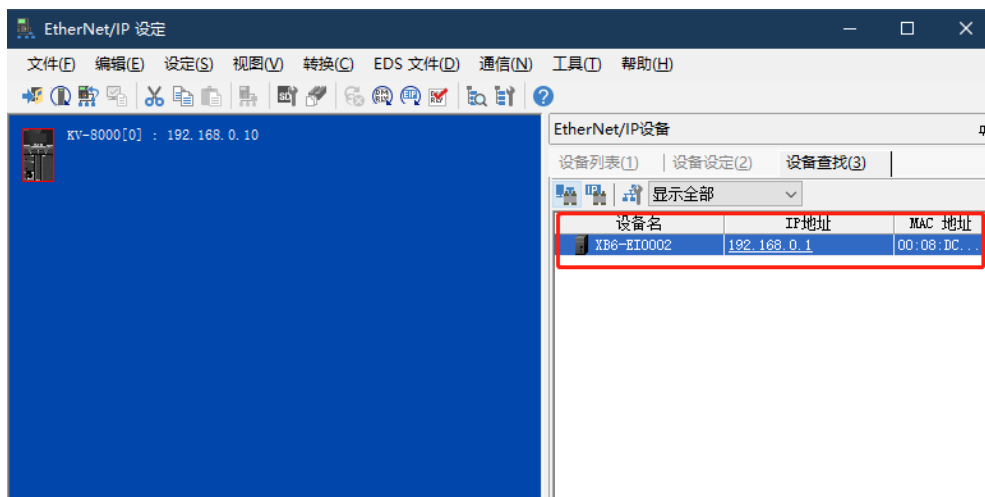 EtherNet/IP 设定
文件(F) 编辑(E) 设定(S) 视图(V) 转换(C) EDS 文件(D) 通信(N) 工具(T) 帮助(H)
KV-8000[0] : 192.168.0.10
EtherNet/IP设备
设备列表(1) 设备设定(2) 设备查找(3)
显示全部
设备名 IP地址 MAC 地址
XB6-EI0002 192.168.0.1 00:08:DC...